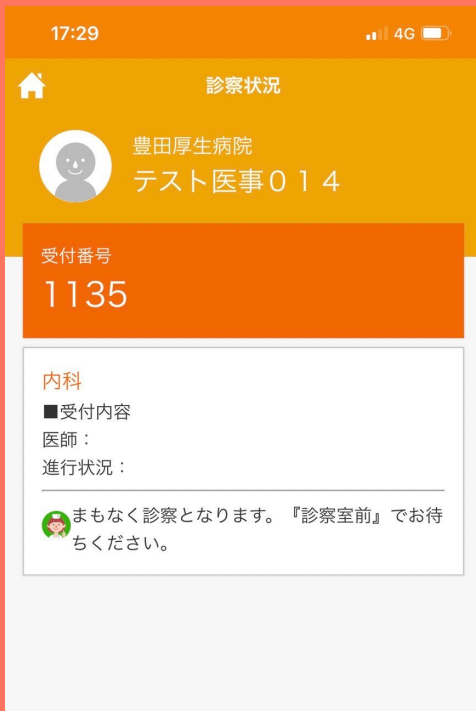 17:29
4G
診察状況
豊田厚生病院
テスト医事０１４
受付番号
1135
内科
■受付内容
医師：
進行状況：
まもなく診察となります。『診察室前』でお待
ちください。